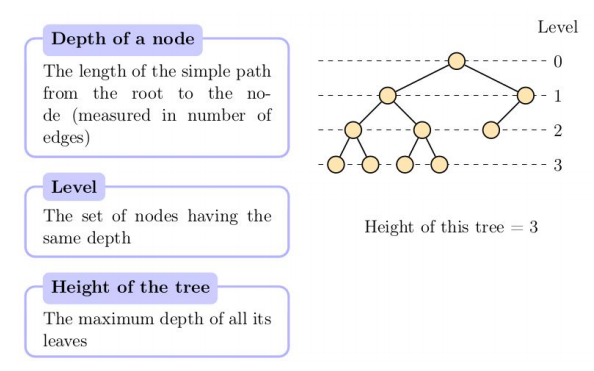 Depth of a node
The length of the simple path
from the root to the no-
de (measured in number of
edges)
Level
The set of nodes having the
same depth
Height of the tree
The maximum depth of all its
leaves
Level
0
1
2
3
Height of this tree = 3